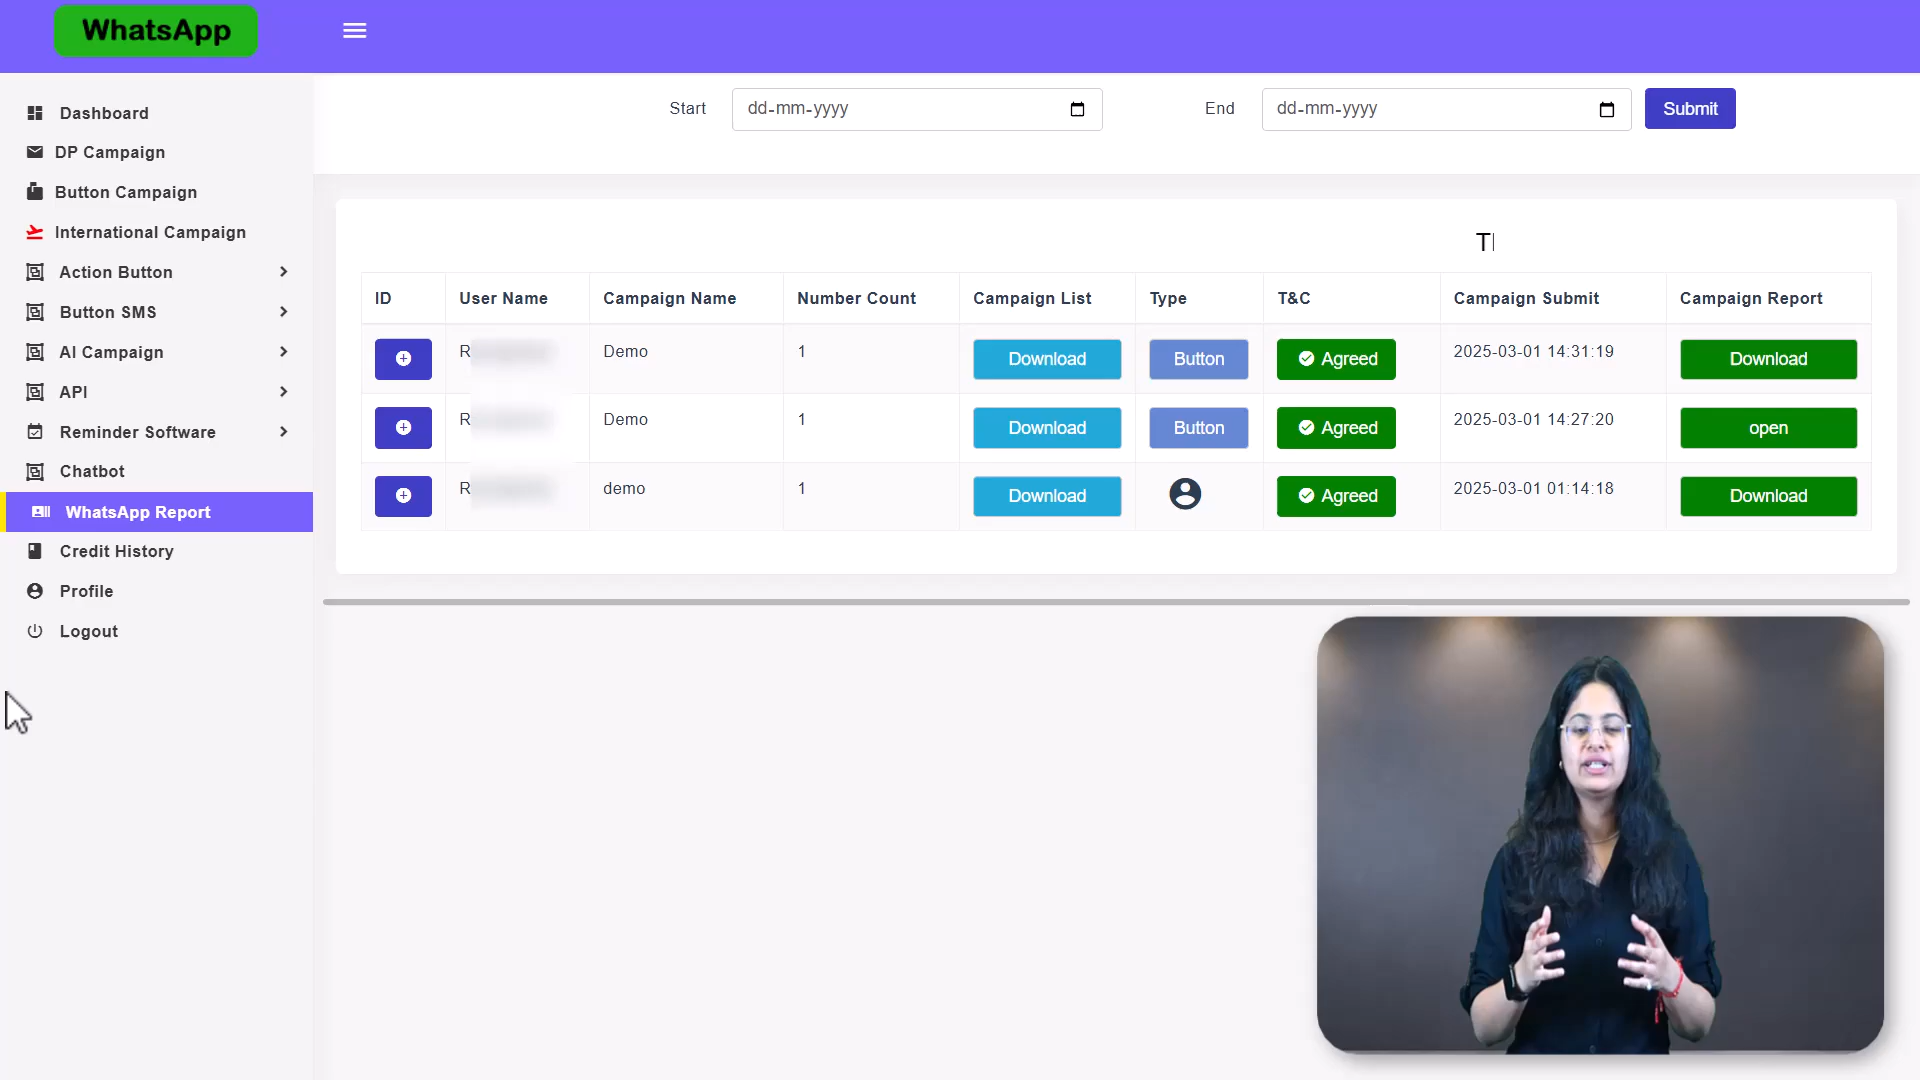 WhatsApp
Start dd-mm-yyyy End dd-mm-yyyy Submit
Dashboard
DP Campaign
Button Campaign
International Campaign
Action Button
Button SMS
AI Campaign
API
Reminder Software
Chatbot
WhatsApp Report
Credit History
Profile
Logout
ID User Name Campaign Name Number Count Campaign List Type T&C Campaign Submit Campaign Report
R Demo 1 Download Button Agreed 2025-03-01 14:31:19 Download
R Demo 1 Download Button Agreed 2025-03-01 14:27:20 open
R demo 1 Download Agreed 2025-03-01 01:14:18 Download